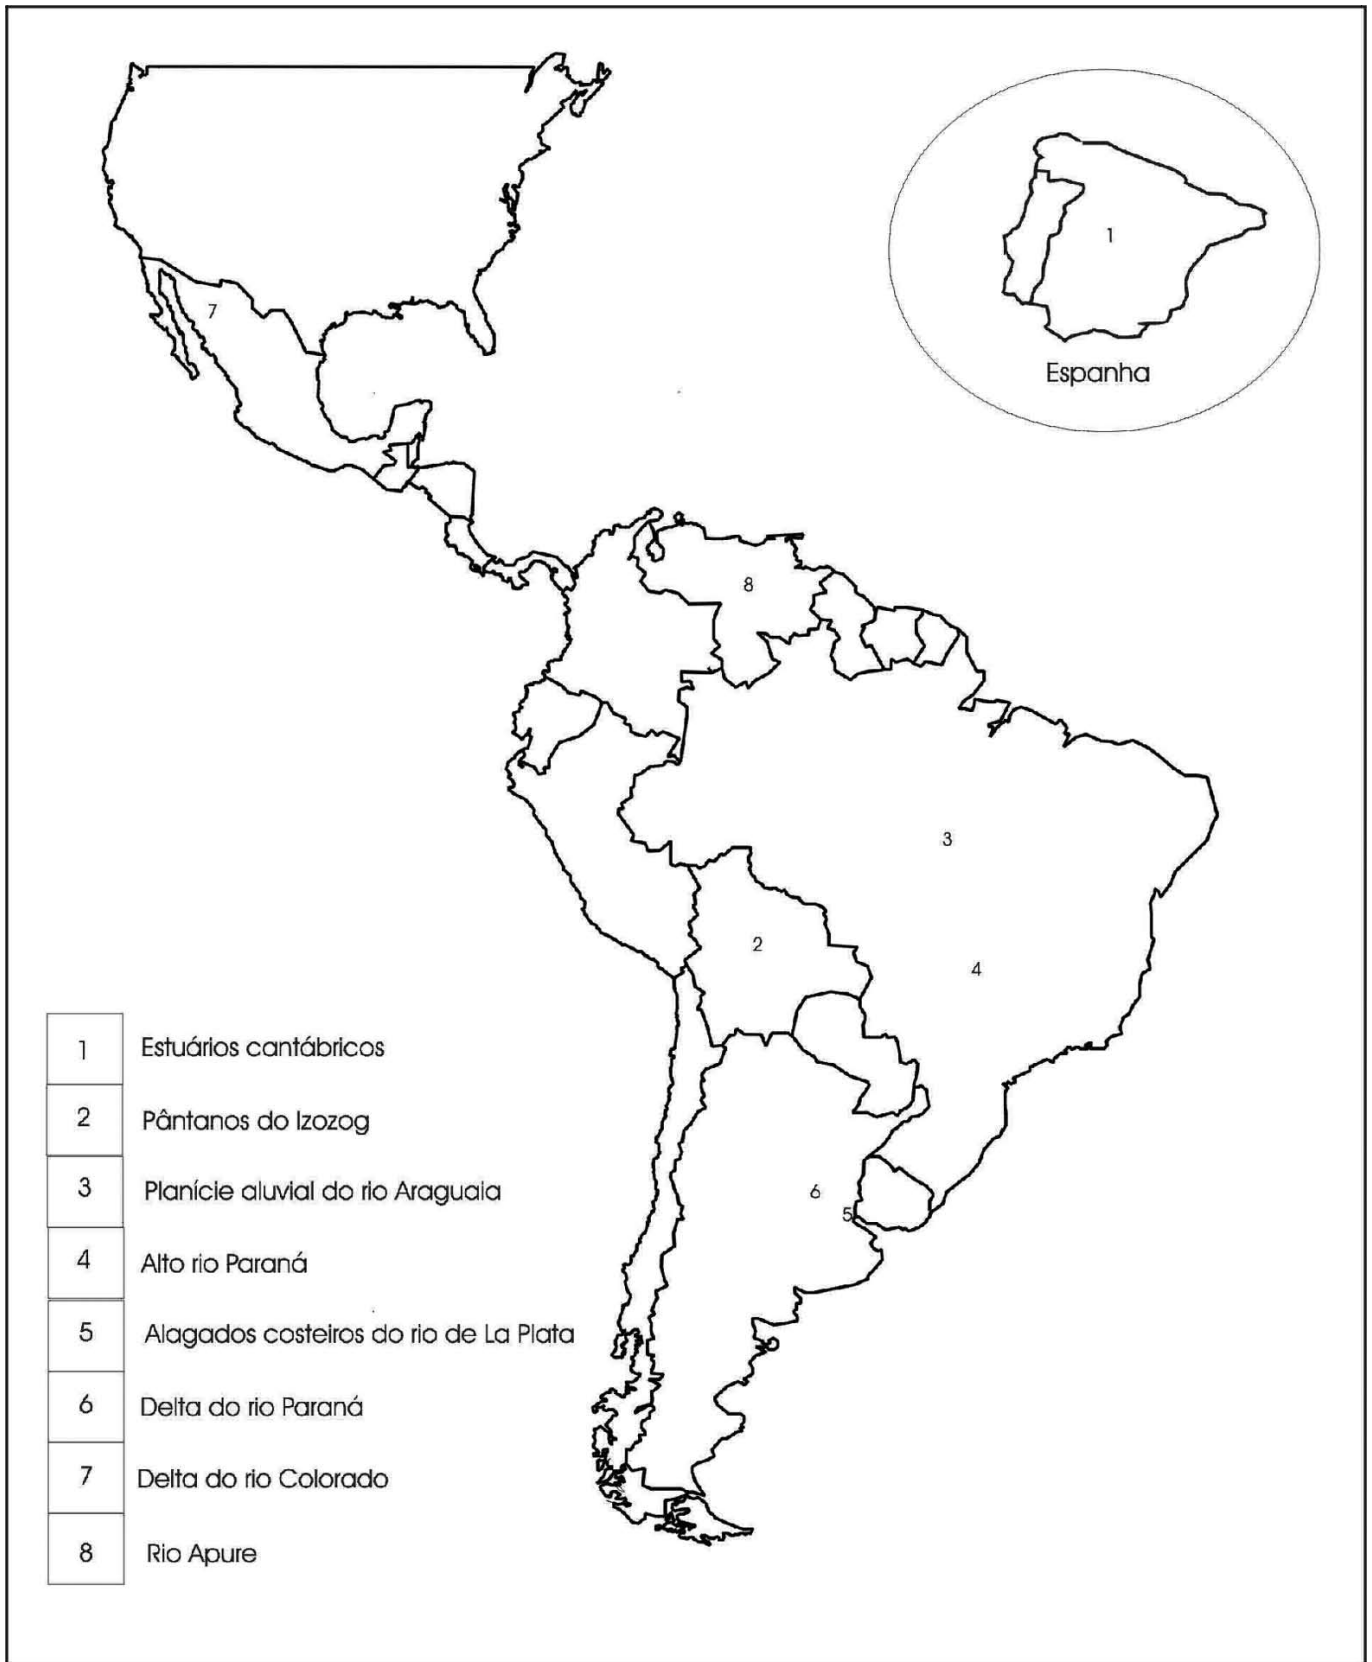 1
Espanha
7
8
3
2
4
6
5
1 Estuários cantábricos
2 Pântanos do Izozog
3 Planície aluvial do rio Araguaia
4 Alto rio Paraná
5 Alagados costeiros do rio de La Plata
6 Delta do rio Paraná
7 Delta do rio Colorado
8 Rio Apure